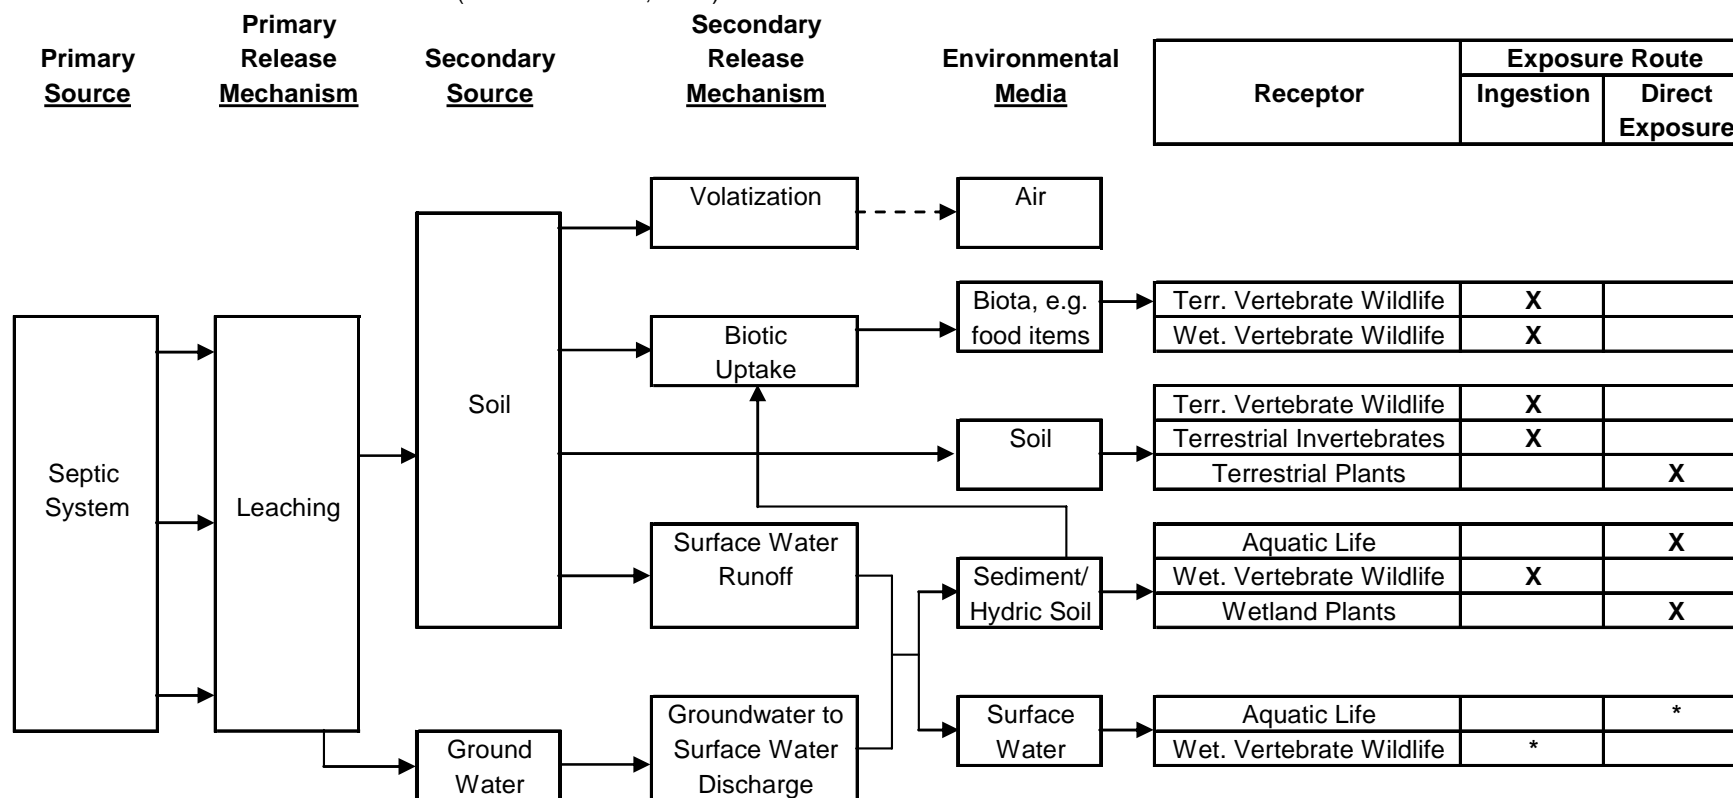 Primary
Source
Primary
Release
Mechanism
Secondary
Source
Secondary
Release
Mechanism
Environmental
Media
Receptor
Exposure Route
Ingestion
Direct
Exposure
Volatization
Air
Biota, e.g.
food items
Terr. Vertebrate Wildlife X
Wet. Vertebrate Wildlife X
Biotic
Uptake
Soil
Terr. Vertebrate Wildlife X
Soil
Terrestrial Invertebrates X
Terrestrial Plants X
Septic
System
Leaching
Surface Water
Runoff
Sediment/
Hydric Soil
Aquatic Life X
Wet. Vertebrate Wildlife X
Wetland Plants X
Ground
Water
Groundwater to
Surface Water
Discharge
Surface
Water
Aquatic Life *
Wet. Vertebrate Wildlife *